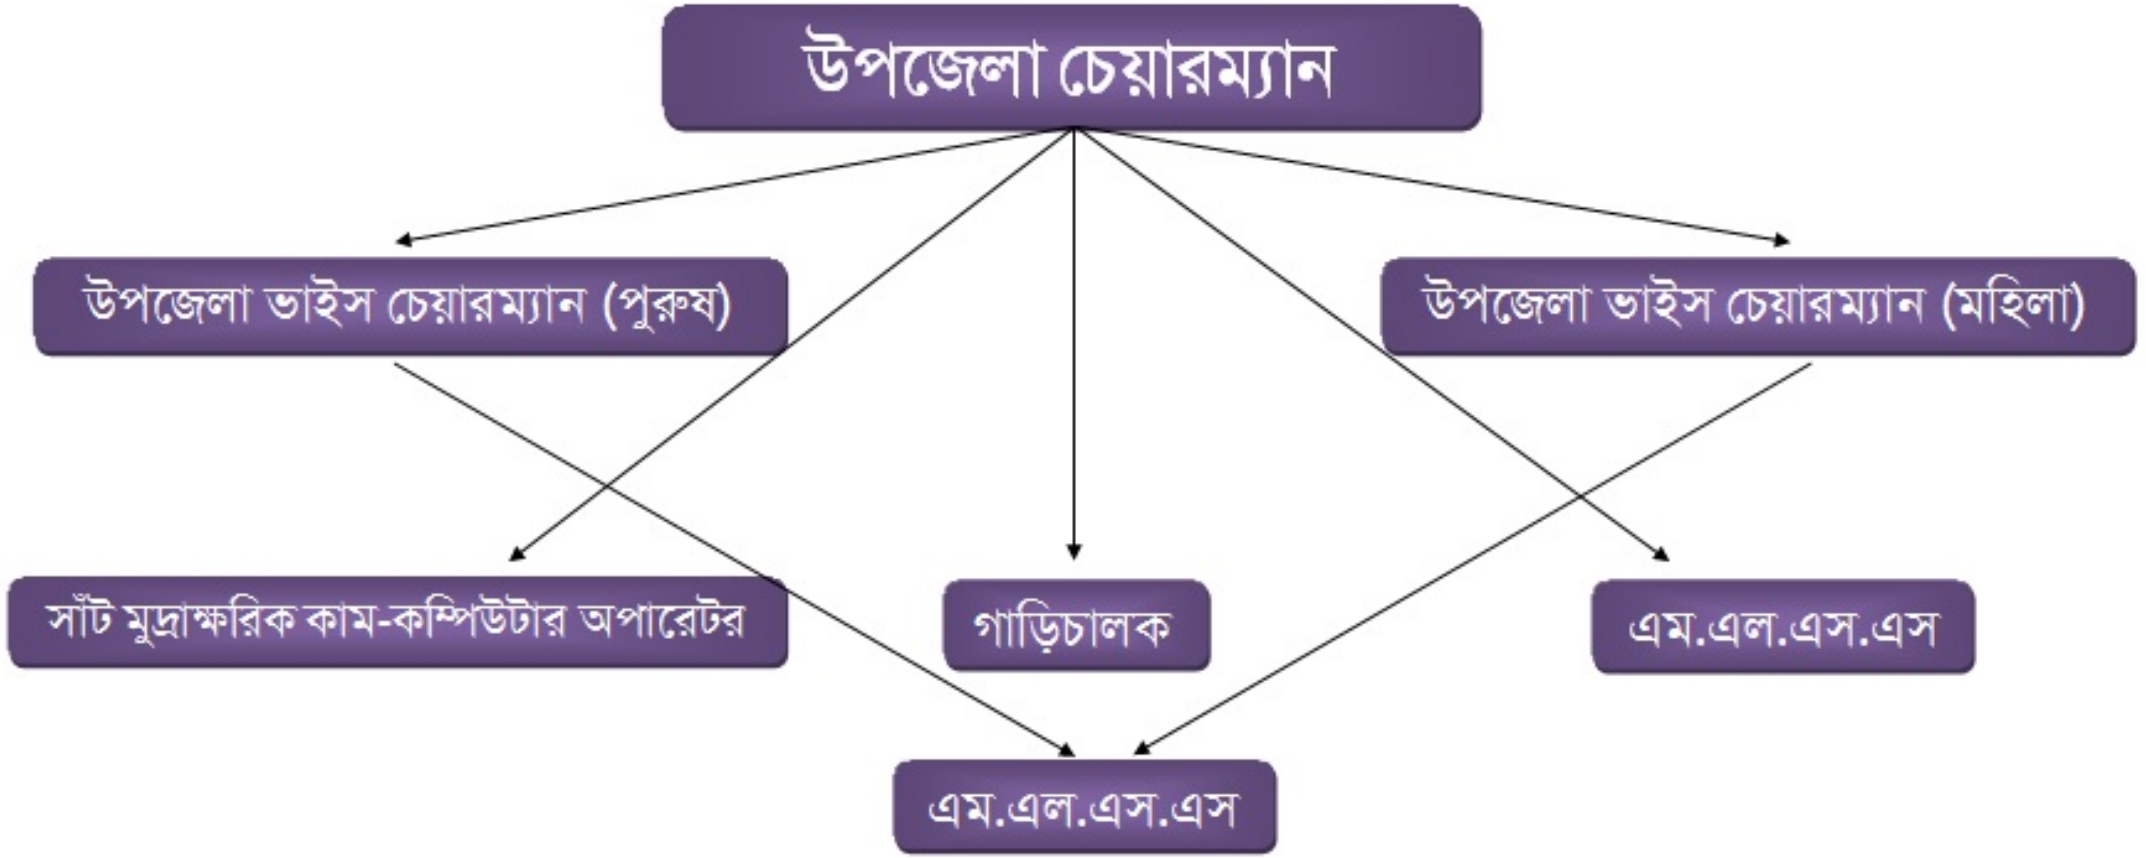 উপজেলা চেয়ারম্যান
উপজেলা ভাইস চেয়ারম্যান (পুরুষ)
উপজেলা ভাইস চেয়ারম্যান (মহিলা)
সাঁট মুদ্রাক্ষরিক কাম-কম্পিউটার অপারেটর
গাড়িচালক
এম.এল.এস.এস
এম.এল.এস.এস